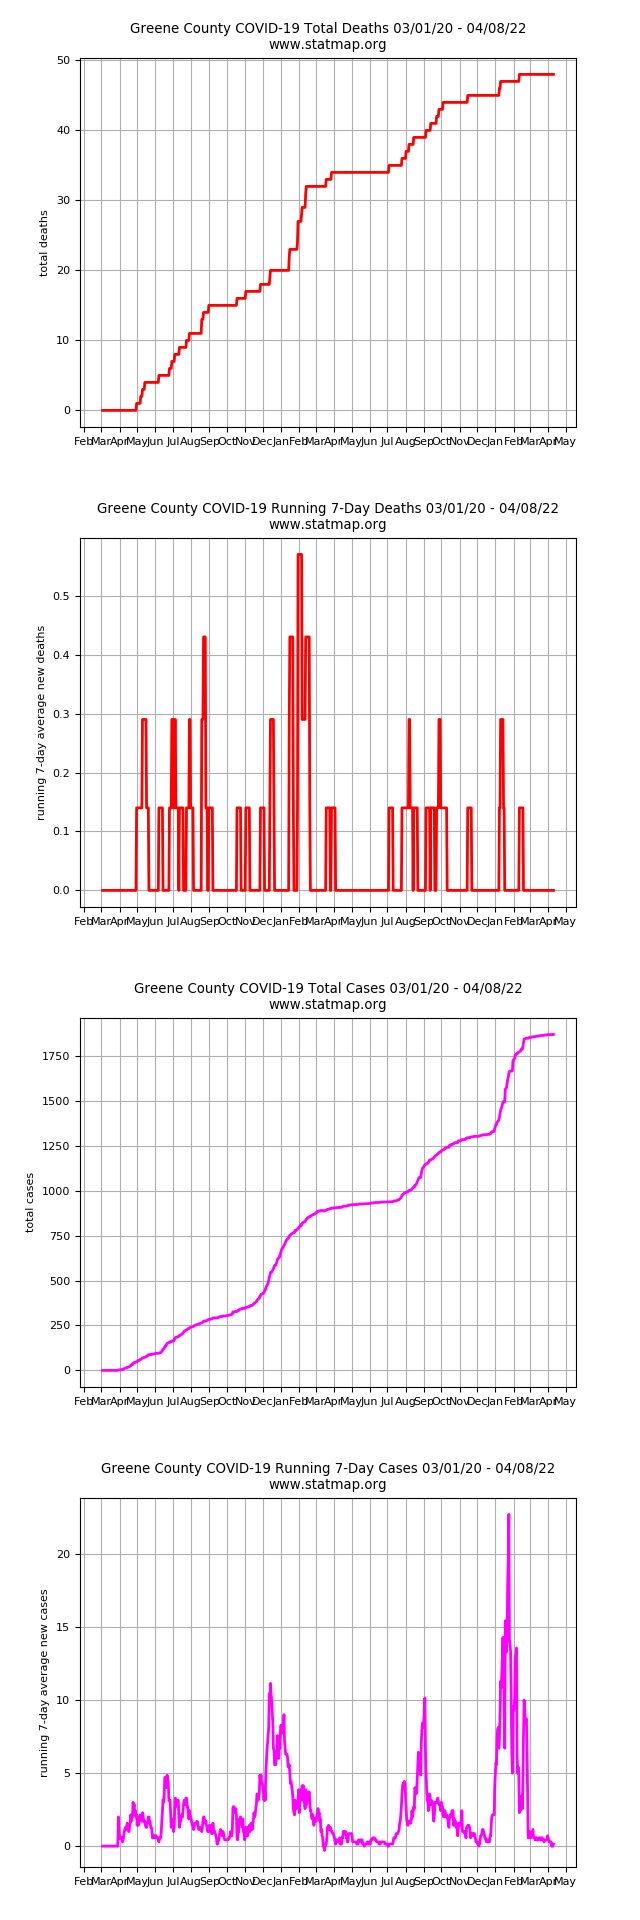 Greene County COVID-19 Total Deaths 03/01/20 - 04/08/22
www.statmap.org
50
40
30
20
10
0
total deaths
Feb Mar Apr May Jun Jul Aug Sep Oct Nov Dec Jan Feb Mar Apr May Jun Jul Aug Sep Oct Nov Dec Jan Feb Mar Apr May
Greene County COVID-19 Running 7-Day Deaths 03/01/20 - 04/08/22
www.statmap.org
0.5
0.4
0.3
0.2
0.1
0.0
running 7-day average new deaths
Feb Mar Apr May Jun Jul Aug Sep Oct Nov Dec Jan Feb Mar Apr May Jun Jul Aug Sep Oct Nov Dec Jan Feb Mar Apr May
Greene County COVID-19 Total Cases 03/01/20 - 04/08/22
www.statmap.org
1750
1500
1250
1000
750
500
250
0
total cases
Feb Mar Apr May Jun Jul Aug Sep Oct Nov Dec Jan Feb Mar Apr May Jun Jul Aug Sep Oct Nov Dec Jan Feb Mar Apr May
Greene County COVID-19 Running 7-Day Cases 03/01/20 - 04/08/22
www.statmap.org
20
15
10
5
0
running 7-day average new cases
Feb Mar Apr May Jun Jul Aug Sep Oct Nov Dec Jan Feb Mar Apr May Jun Jul Aug Sep Oct Nov Dec Jan Feb Mar Apr May